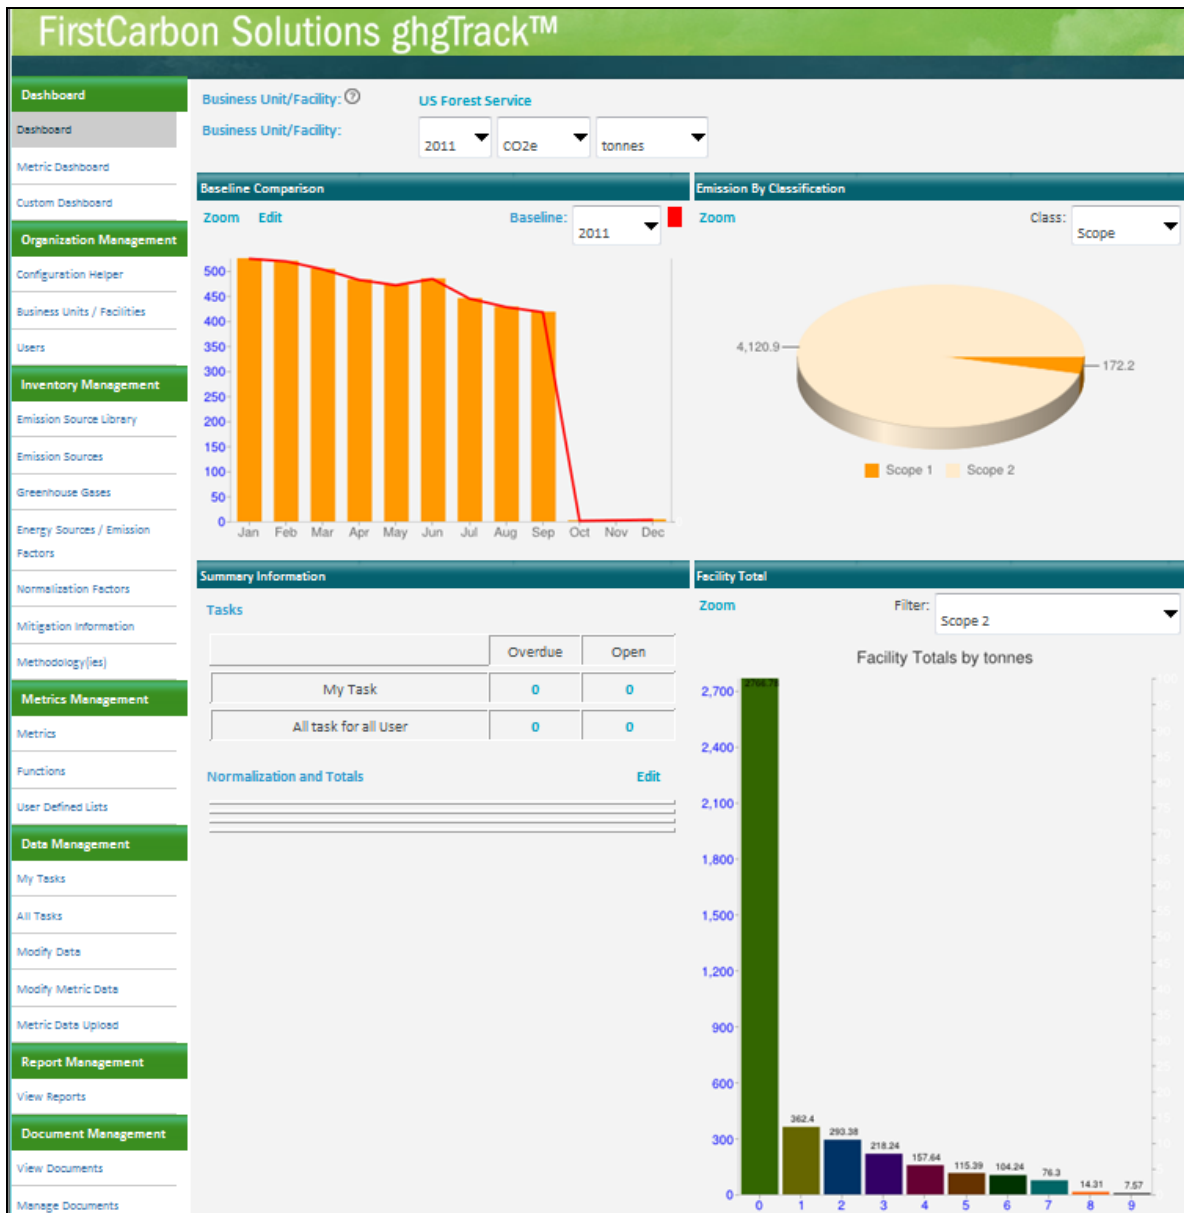 FirstCarbon Solutions ghgTrack™
Dashboard
Dashboard
Metric Dashboard
Custom Dashboard
Organization Management
Configuration Helper
Business Units / Facilities
Users
Inventory Management
Emission Source Library
Emission Sources
Greenhouse Gases
Energy Sources / Emission
Factors
Normalization Factors
Mitigation Information
Methodology(ies)
Metrics Management
Metrics
Functions
User Defined Lists
Data Management
My Tasks
All Tasks
Modify Data
Modify Metric Data
Metric Data Upload
Report Management
View Reports
Document Management
View Documents
Manage Documents
Business Unit/Facility: ? US Forest Service
Business Unit/Facility: 2011 CO2e tonnes
Baseline Comparison
Zoom Edit Baseline: 2011
500
450
400
350
300
250
200
150
100
50
0
Jan Feb Mar Apr May Jun Jul Aug Sep Oct Nov Dec
Emission By Classification
Zoom Class: Scope
4,120.9
172.2
Scope 1 Scope 2
Summary Information
Tasks
Overdue Open
My Task 0 0
All task for all User 0 0
Normalization and Totals Edit
Facility Total
Zoom Filter: Scope 2
Facility Totals by tonnes
2,700
2,400
2,100
1,800
1,500
1,200
900
600
300
0
362.4 293.38 218.24 157.64 115.39 104.24 76.3 14.31 7.57
0 1 2 3 4 5 6 7 8 9